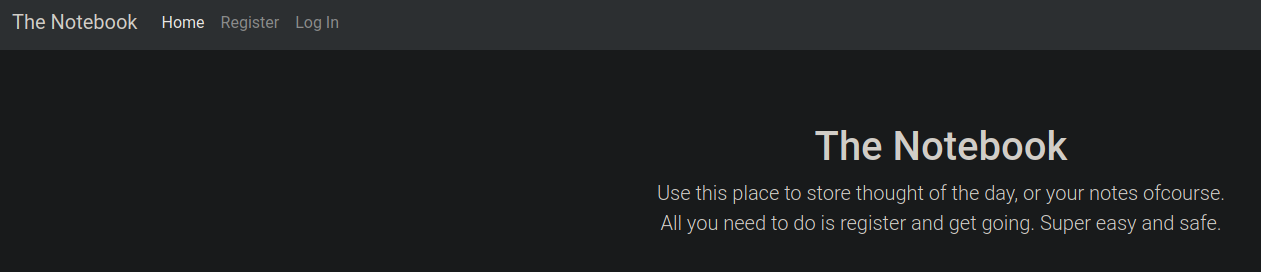 The Notebook Home Register Log In
The Notebook
Use this place to store thought of the day, or your notes ofcourse.
All you need to do is register and get going. Super easy and safe.